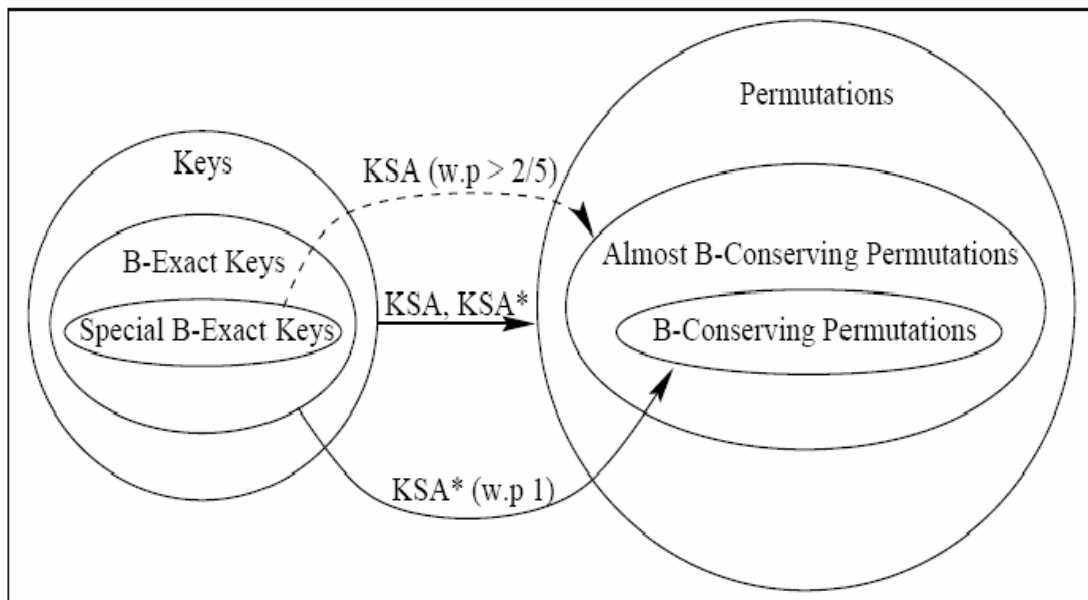 Permutations
Keys
KSA (w.p > 2/5)
B-Exact Keys
Almost B-Conserving Permutations
KSA, KSA*
Special B-Exact Keys
B-Conserving Permutations
KSA* (w.p 1)